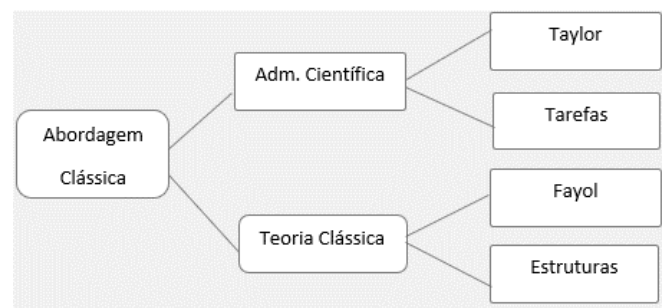 Abordagem
Clássica
Adm. Científica
Taylor
Tarefas
Teoria Clássica
Fayol
Estruturas